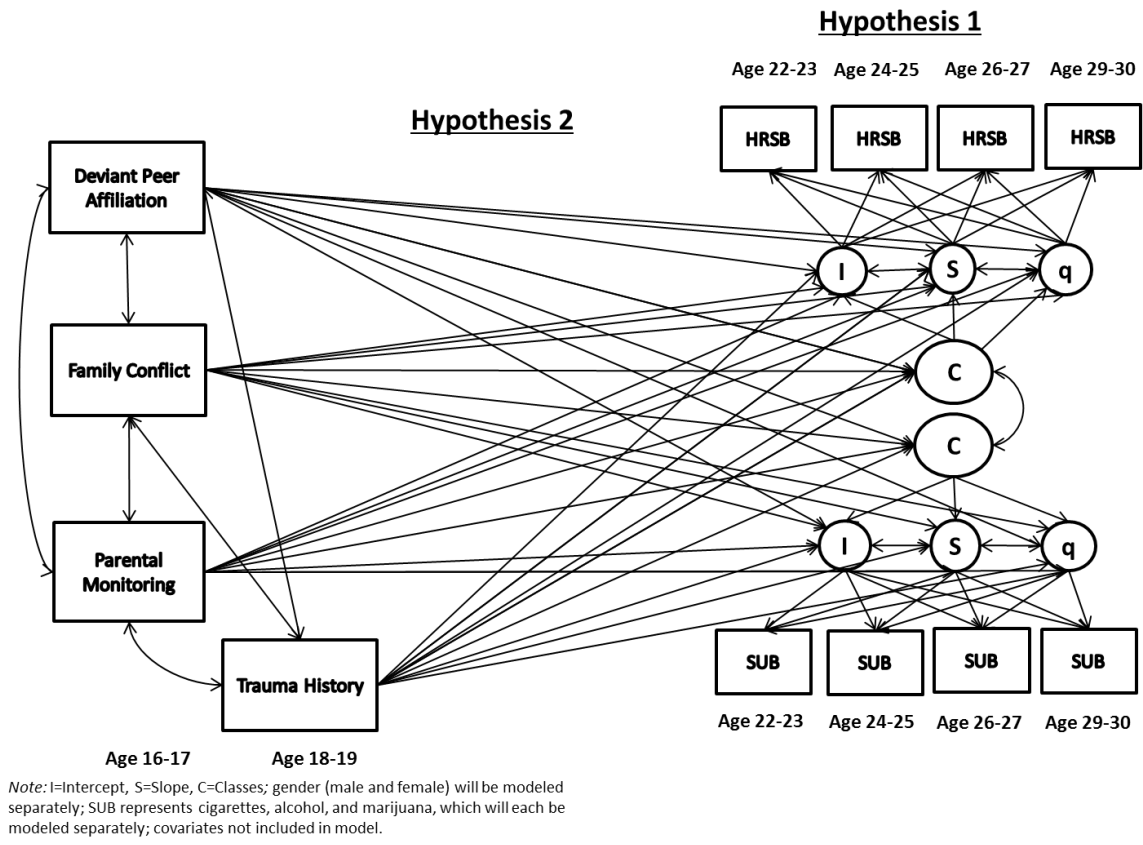 Hypothesis 1
Age 22-23 Age 24-25 Age 26-27 Age 29-30
HRSB HRSB HRSB HRSB
Hypothesis 2
Deviant Peer
Affiliation
I S q
Family Conflict
C
C
Parental
Monitoring
I S q
Trauma History
SUB SUB SUB SUB
Age 22-23 Age 24-25 Age 26-27 Age 29-30
Age 16-17 Age 18-19
Note: I=Intercept, S=Slope, C=Classes; gender (male and female) will be modeled
separately; SUB represents cigarettes, alcohol, and marijuana, which will each be
modeled separately; covariates not included in model.